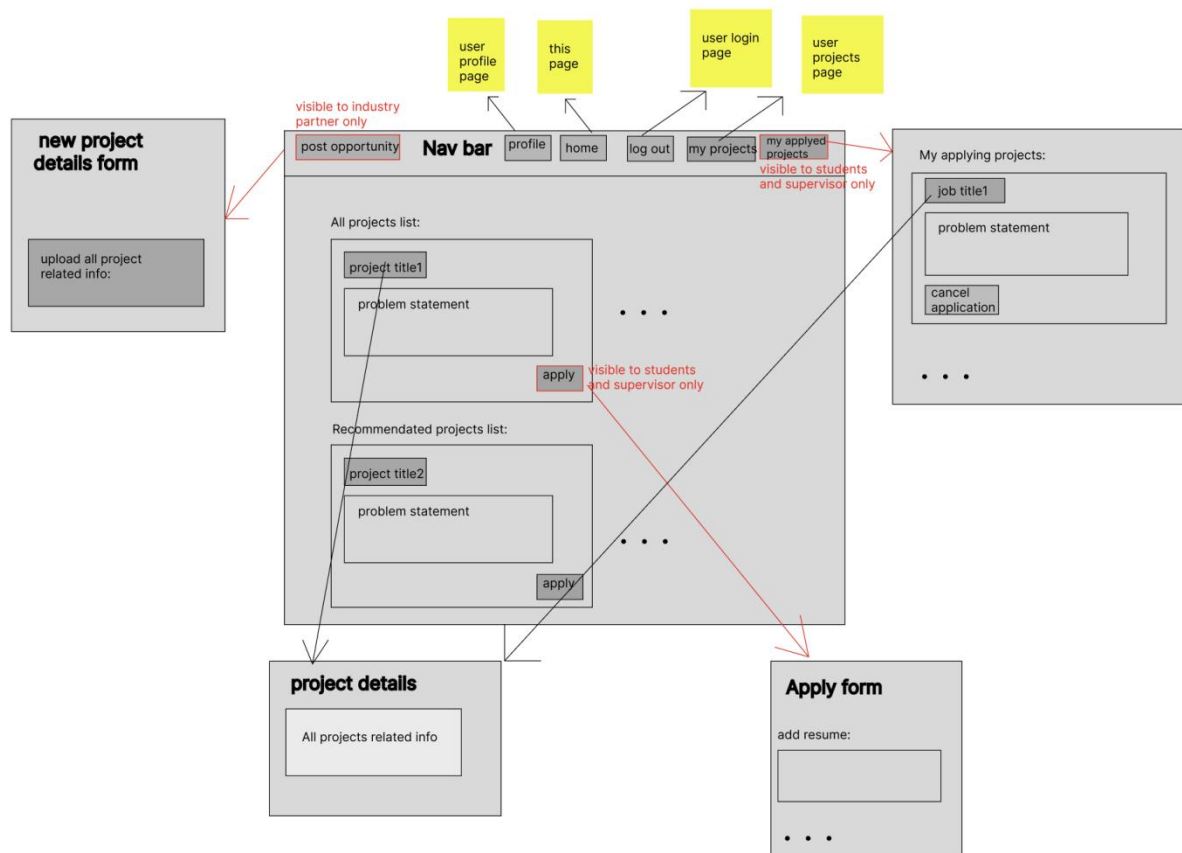 user
profile
page
this
page
user login
page
user
projects
page
visible to industry
partner only
new project
details form
upload all project
related info:
post opportunity
Nav bar
profile
home
log out
my projects
my applyed
projects
visible to students
and supervisor only
My applying projects:
job title1
problem statement
cancel
application
• • •
All projects list:
project title1
problem statement
• • •
apply
visible to students
and supervisor only
Recommendated projects list:
project title2
problem statement
• • •
apply
project details
All projects related info
Apply form
add resume:
• • •